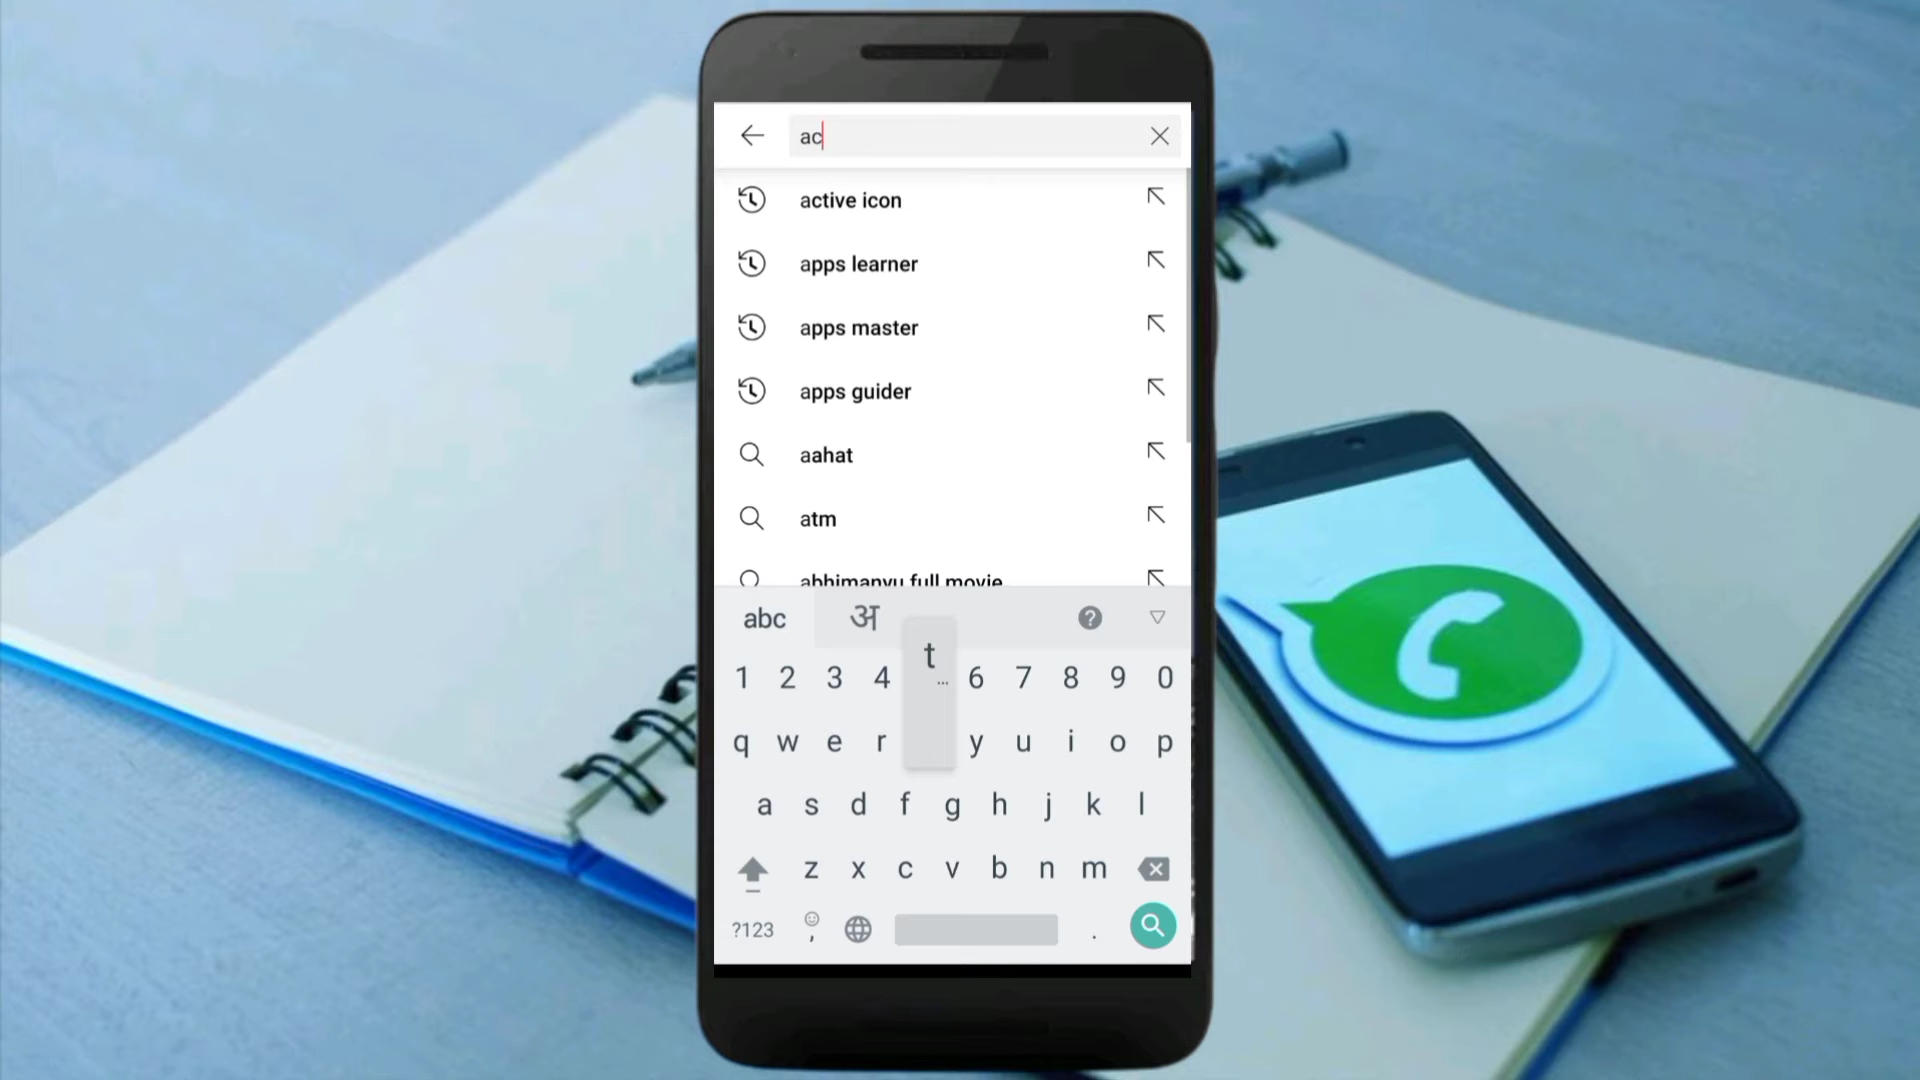 ac
active icon
apps learner
apps master
apps guider
aahat
atm
abhimanyu full movie
abc अ ?
t
...
1 2 3 4 6 7 8 9 0
q w e r y u i o p
a s d f g h j k l
z x c v b n m
?123 , .